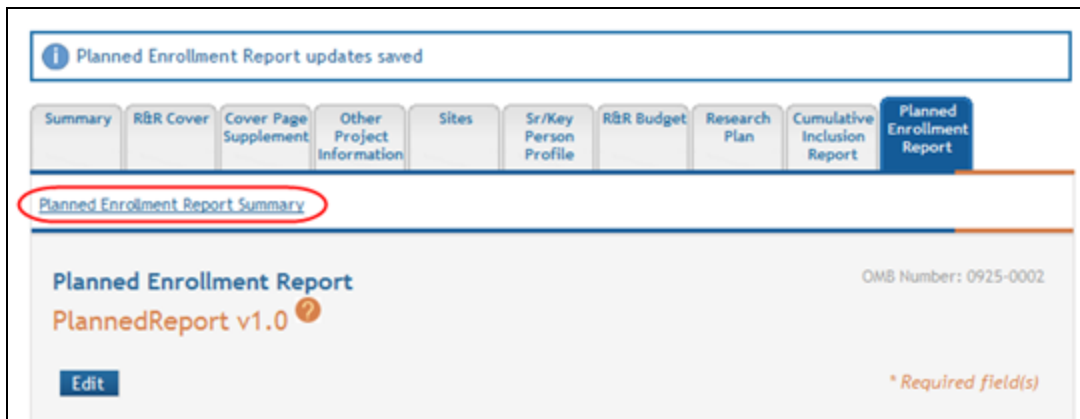 Planned Enrollment Report updates saved
Summary
R&R Cover
Cover Page
Supplement
Other
Project
Information
Sites
Sr/Key
Person
Profile
R&R Budget
Research
Plan
Cumulative
Inclusion
Report
Planned
Enrollment
Report
Planned Enrollment Report Summary
Planned Enrollment Report
OMB Number: 0925-0002
PlannedReport v1.0 ?
Edit
* Required field(s)